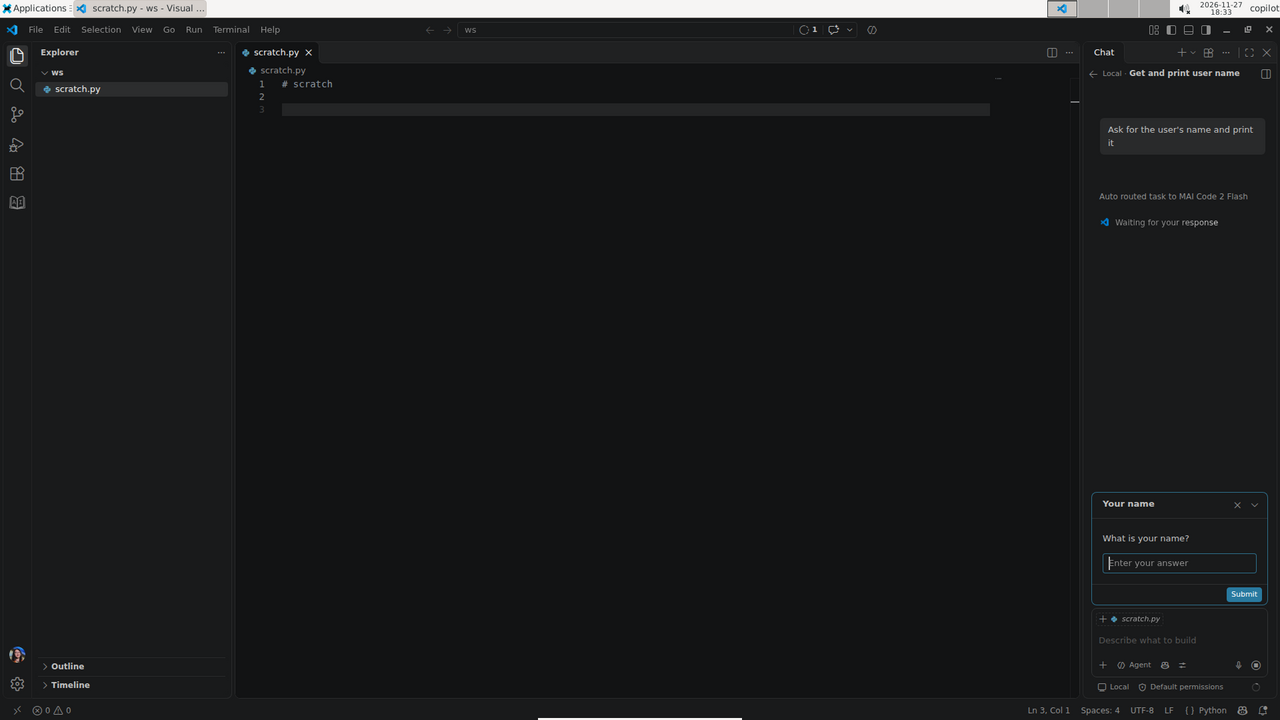 Applications
scratch.py - ws - Visual ...
2026-11-27
18:33
copilot
File Edit Selection View Go Run Terminal Help
ws
1
Explorer
ws
scratch.py
Outline
Timeline
scratch.py
scratch.py
1 # scratch
2
3
Chat
Local · Get and print user name
Ask for the user's name and print
it
Auto routed task to MAI Code 2 Flash
Waiting for your response
Your name
What is your name?
Enter your answer
Submit
scratch.py
Describe what to build
Agent
Local Default permissions
0 0
Ln 3, Col 1 Spaces: 4 UTF-8 LF { } Python